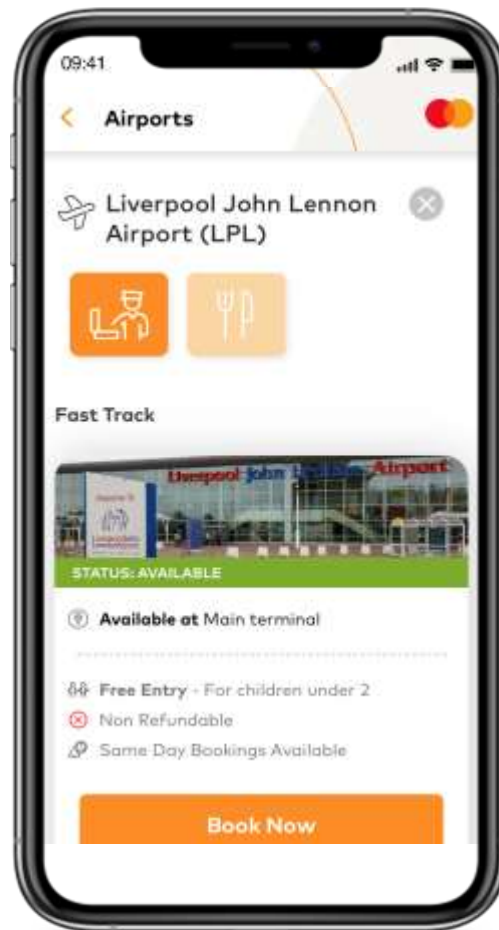 09:41
Airports
Liverpool John Lennon
Airport (LPL)
Fast Track
Liverpool John Lennon Airport
STATUS: AVAILABLE
Available at Main terminal
Free Entry - For children under 2
Non Refundable
Same Day Bookings Available
Book Now